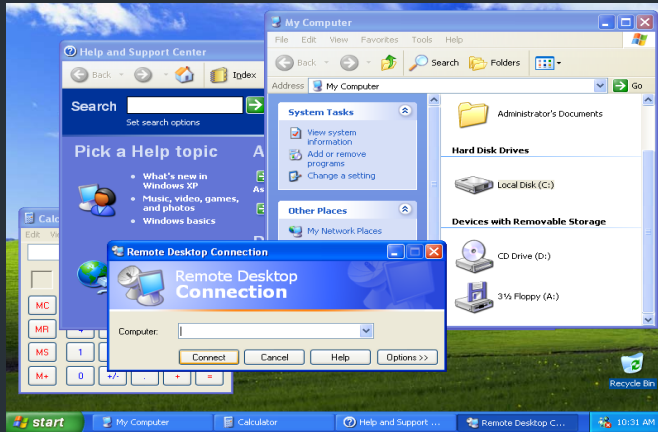 My Computer
File Edit View Favorites Tools Help
Back Search Folders
Address My Computer Go
System Tasks
View system
information
Add or remove
programs
Change a setting
Other Places
My Network Places
Administrator's Documents
Hard Disk Drives
Local Disk (C:)
Devices with Removable Storage
CD Drive (D:)
3½ Floppy (A:)
Help and Support Center
Back Index
Search
Set search options
Pick a Help topic
What's new in
Windows XP
Music, video, games,
and photos
Windows basics
Edit
MC
MR
MS 1
M+ 0 +/- . + =
Remote Desktop Connection
Remote Desktop
Connection
Computer:
Connect Cancel Help Options >>
Recycle Bin
start My Computer Calculator Help and Support ... Remote Desktop C... 10:31 AM